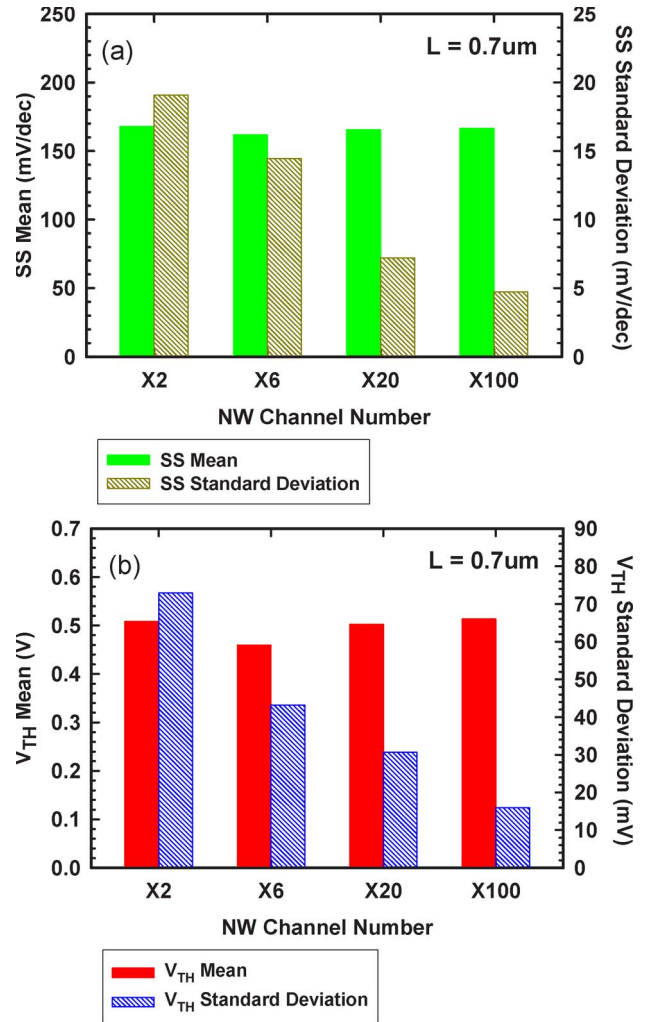 (a)
L = 0.7um
250
200
150
100
50
0
SS Mean (mV/dec)
25
20
15
10
5
0
SS Standard Deviation (mV/dec)
X2 X6 X20 X100
NW Channel Number
SS Mean
SS Standard Deviation
(b)
L = 0.7um
0.7
0.6
0.5
0.4
0.3
0.2
0.1
0.0
VTH Mean (V)
90
80
70
60
50
40
30
20
10
0
VTH Standard Deviation (mV)
X2 X6 X20 X100
NW Channel Number
VTH Mean
VTH Standard Deviation